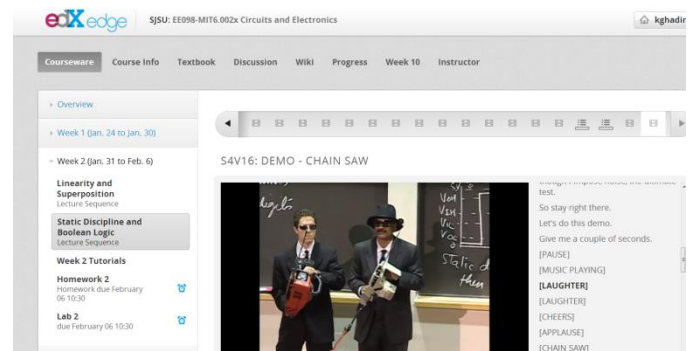 edX edge
SJSU: EE098-MIT6.002x Circuits and Electronics
kghadir
Courseware
Course Info
Textbook
Discussion
Wiki
Progress
Week 10
Instructor
Overview
Week 1 (Jan. 24 to Jan. 30)
Week 2 (Jan. 31 to Feb. 6)
Linearity and
Superposition
Lecture Sequence
Static Discipline and
Boolean Logic
Lecture Sequence
Week 2 Tutorials
Homework 2
Homework due February
06 10:30
Lab 2
due February 06 10:30
S4V16: DEMO - CHAIN SAW
test.
So stay right there.
Let's do this demo.
Give me a couple of seconds.
[PAUSE]
[MUSIC PLAYING]
[LAUGHTER]
[LAUGHTER]
[CHEERS]
[APPLAUSE]
[CHAIN SAW]